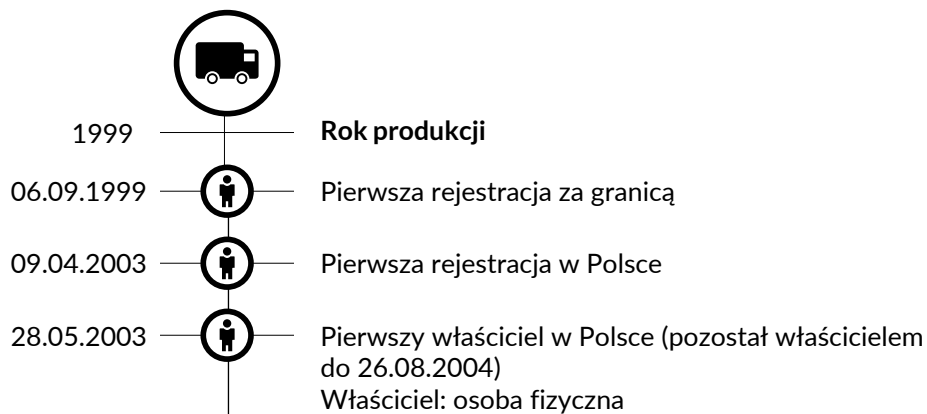 1999 Rok produkcji
06.09.1999 Pierwsza rejestracja za granicą
09.04.2003 Pierwsza rejestracja w Polsce
28.05.2003 Pierwszy właściciel w Polsce (pozostał właścicielem
do 26.08.2004)
Właściciel: osoba fizyczna